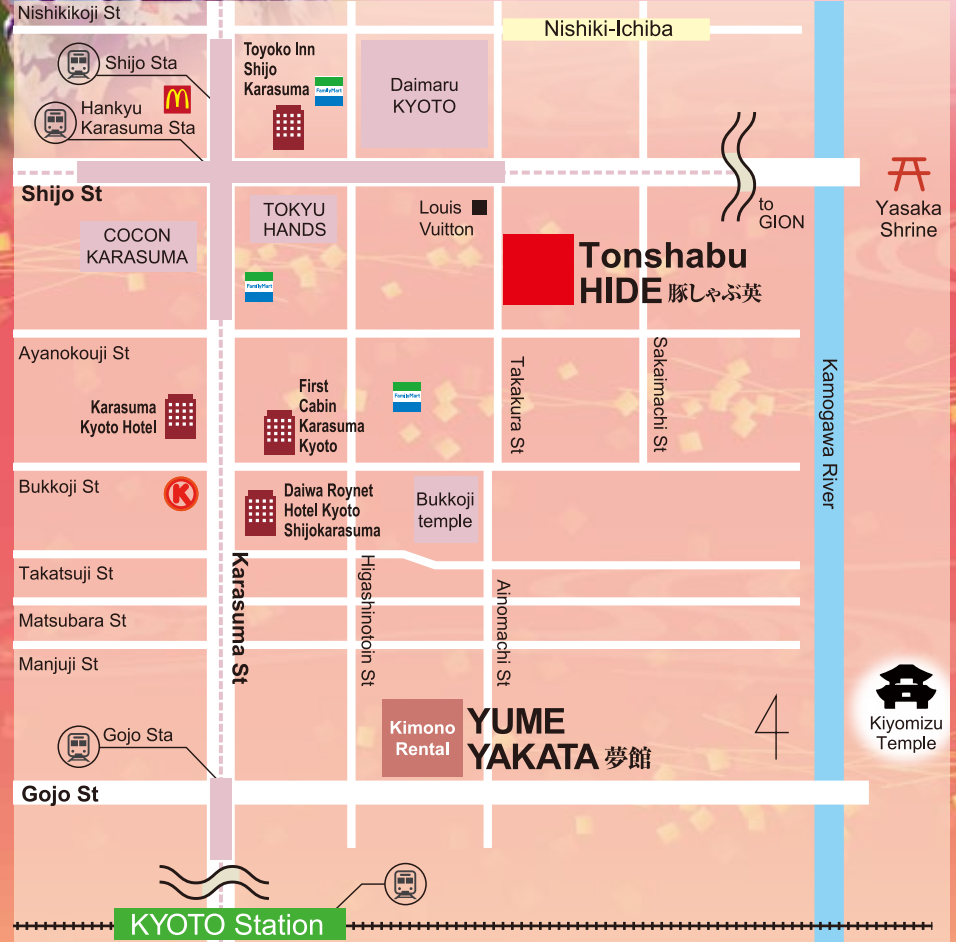 Nishikikoji St
Nishiki-Ichiba
Shijo Sta
Toyoko Inn
Shijo
Karasuma
FamilyMart
Daimaru
KYOTO
Hankyu
Karasuma Sta
Shijo St
to
GION
Yasaka
Shrine
COCON
KARASUMA
TOKYU
HANDS
Louis
Vuitton
Tonshabu
HIDE 豚しゃぶ英
FamilyMart
Ayanokouji St
Takakura St
Sakaimachi St
Kamogawa River
Karasuma
Kyoto Hotel
First
Cabin
Karasuma
Kyoto
FamilyMart
Bukkoji St
K
Daiwa Roynet
Hotel Kyoto
Shijokarasuma
Bukkoji
temple
Takatsuji St
Karasuma St
Higashinotoin St
Ainomachi St
Matsubara St
Manjuji St
Kimono
Rental
YUME
YAKATA 夢館
Kiyomizu
Temple
Gojo Sta
Gojo St
KYOTO Station